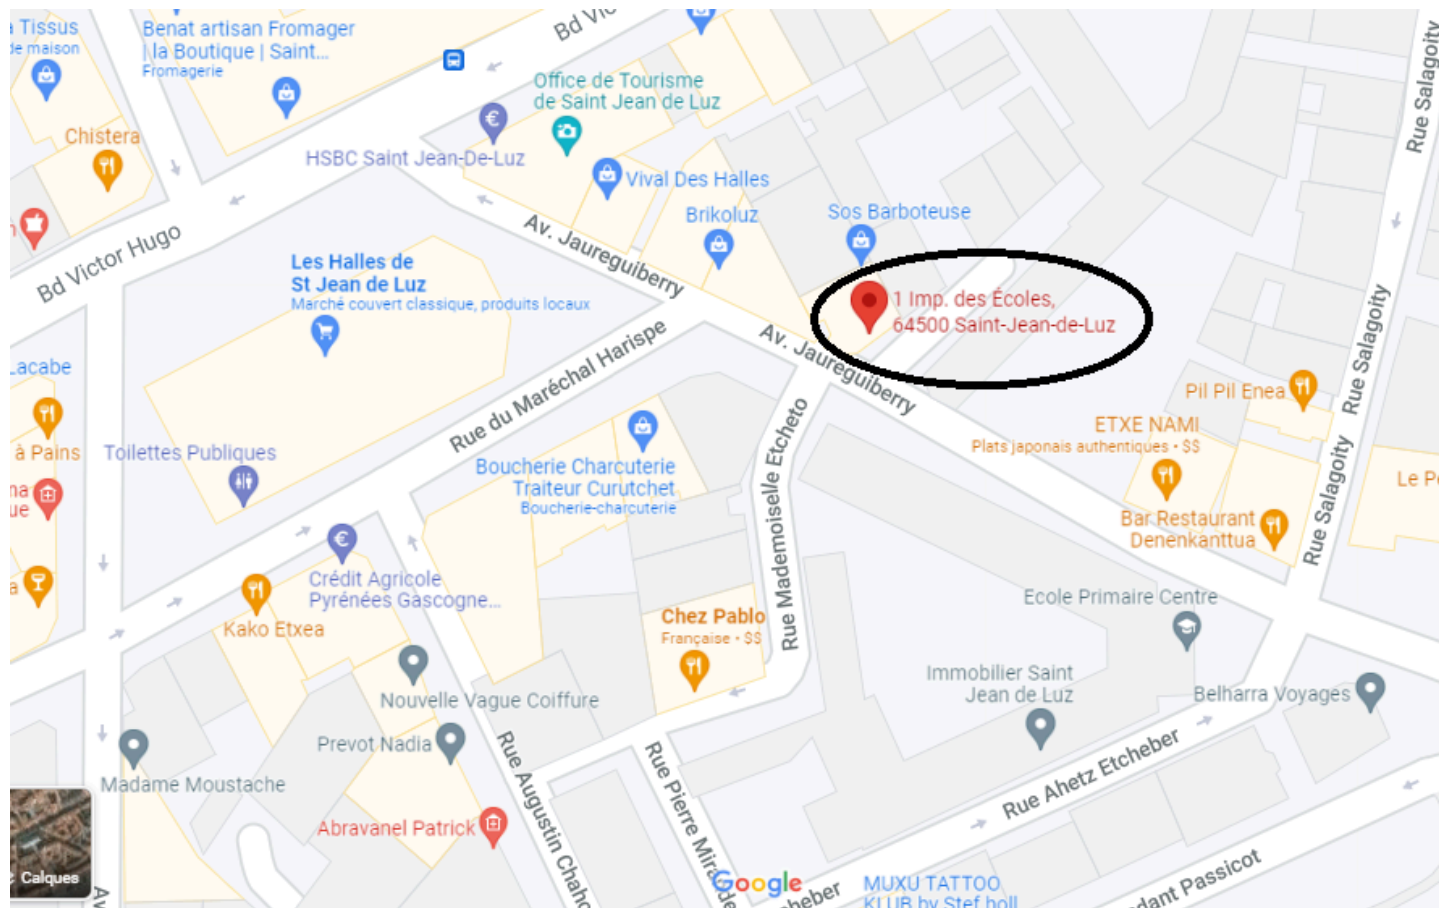 Tissus
de maison
Benat artisan Fromager
| la Boutique | Saint...
Fromagerie
Bd Vic
Office de Tourisme
de Saint Jean de Luz
Rue Salagoity
Chistera
HSBC Saint Jean-De-Luz
Vival Des Halles
Brikoluz
Sos Barboteuse
Av. Jaureguiberry
Bd Victor Hugo
Les Halles de
St Jean de Luz
Marché couvert classique, produits locaux
1 Imp. des Écoles,
64500 Saint-Jean-de-Luz
Av. Jaureguiberry
Rue du Maréchal Harispe
Rue Salagoity
Lacabe
Pil Pil Enea
ETXE NAMI
Plats japonais authentiques • $$
à Pains
Toilettes Publiques
Boucherie Charcuterie
Traiteur Curutchet
Boucherie-charcuterie
Rue Mademoiselle Etcheto
na
ue
Le P
Bar Restaurant
Denenkanttua
Rue Salagoity
Crédit Agricole
Pyrénées Gascogne...
a
Kako Etxea
Chez Pablo
Française • $$
Ecole Primaire Centre
Immobilier Saint
Jean de Luz
Belharra Voyages
Nouvelle Vague Coiffure
Prevot Nadia
Madame Moustache
Rue Augustin Chaho
Rue Pierre Mira
Rue Ahetz Etcheber
Abravanel Patrick
Calques
Av
Google
heber
MUXU TATTOO
KLUB by Stef boll
dant Passicot